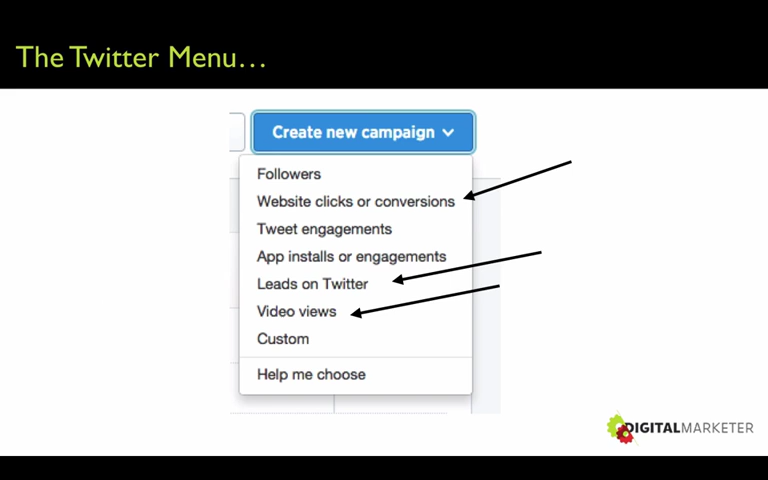 The Twitter Menu…
Create new campaign
Followers
Website clicks or conversions
Tweet engagements
App installs or engagements
Leads on Twitter
Video views
Custom
Help me choose
DIGITALMARKETER